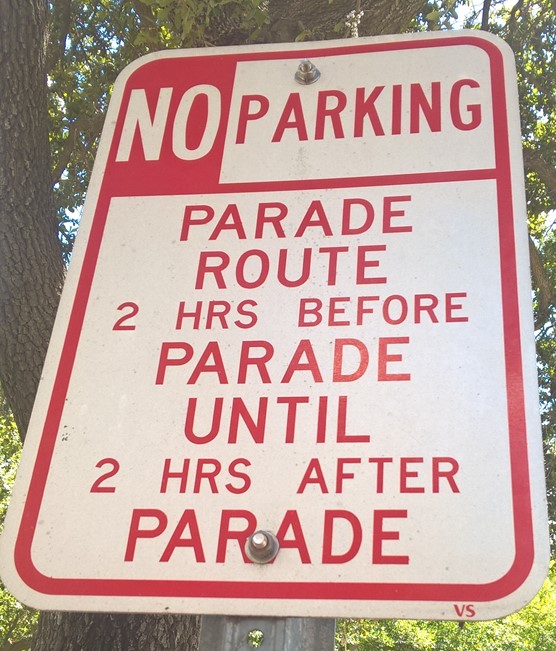 NO PARKING
PARADE
ROUTE
2 HRS BEFORE
PARADE
UNTIL
2 HRS AFTER
PARADE
VS